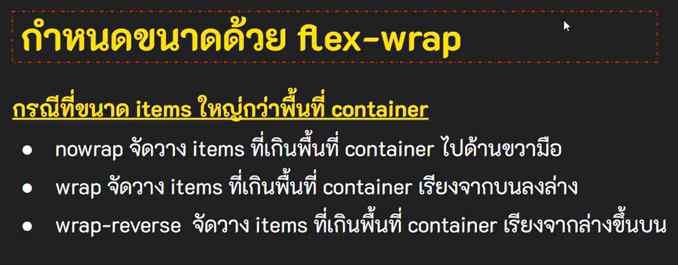 กำหนดขนาดด้วย flex-wrap
กรณีที่ขนาด items ใหญ่กว่าพื้นที่ container
● nowrap จัดวาง items ที่เกินพื้นที่ container ไปด้านขวามือ
● wrap จัดวาง items ที่เกินพื้นที่ container เรียงจากบนลงล่าง
● wrap-reverse จัดวาง items ที่เกินพื้นที่ container เรียงจากล่างขึ้นบน